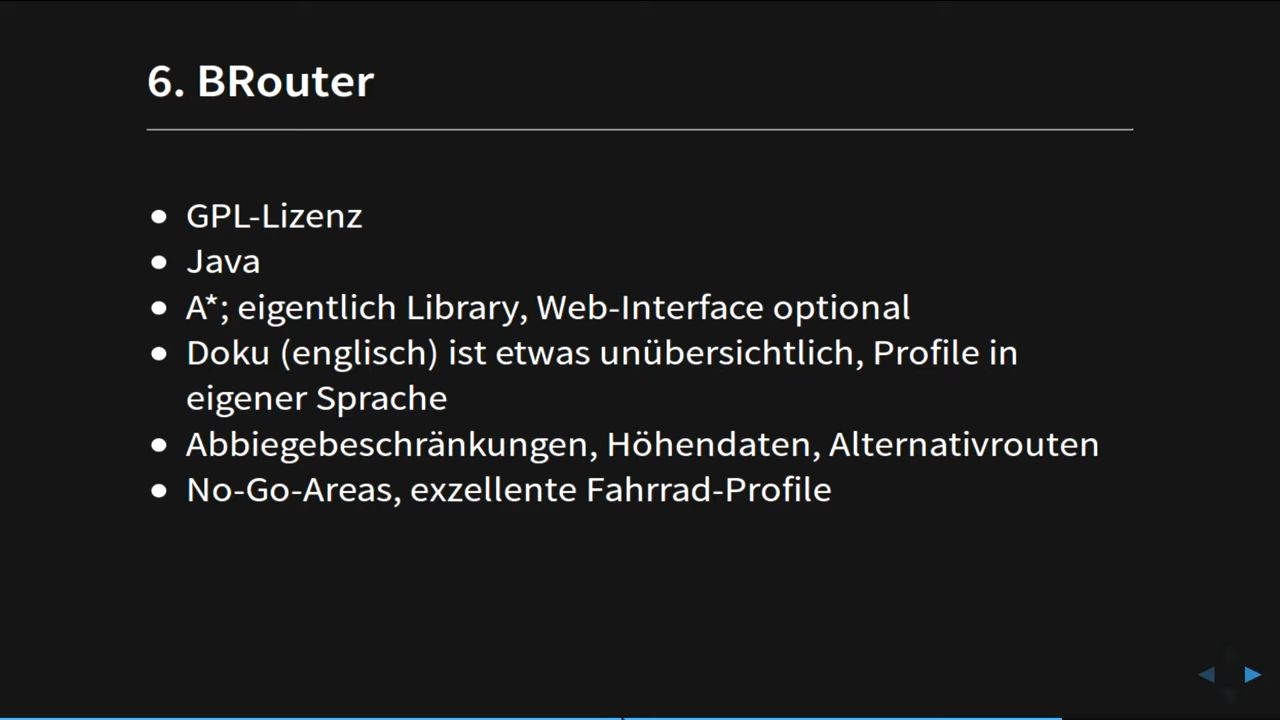 6. BRouter
● GPL-Lizenz
● Java
● A*; eigentlich Library, Web-Interface optional
● Doku (englisch) ist etwas unübersichtlich, Profile in
eigener Sprache
● Abbiegebeschränkungen, Höhendaten, Alternativrouten
● No-Go-Areas, exzellente Fahrrad-Profile